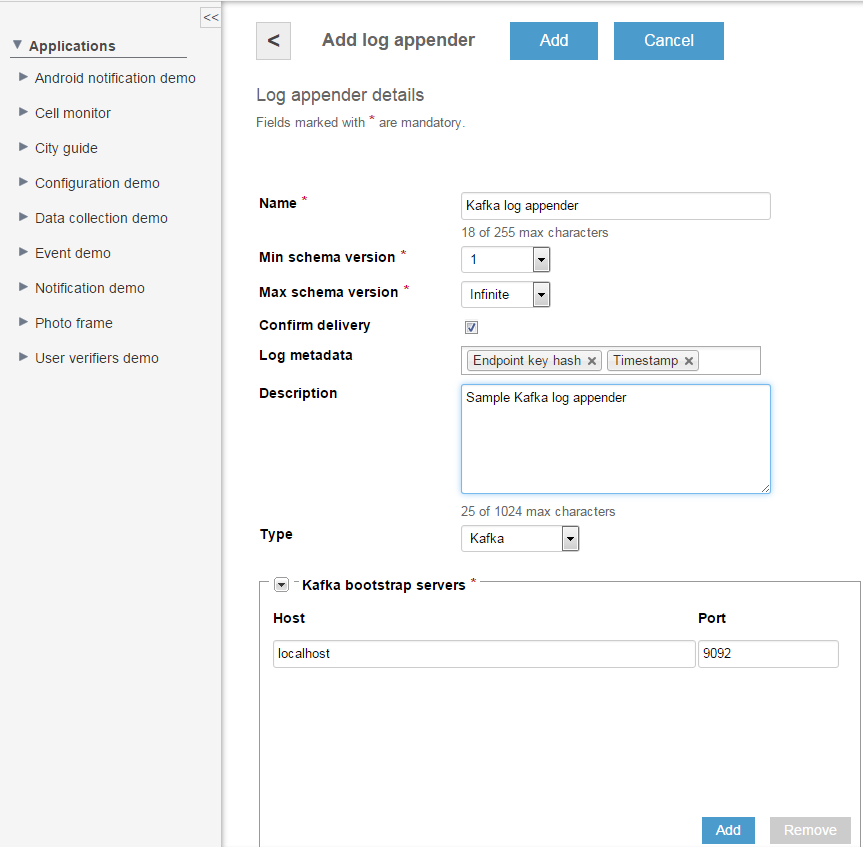 <<
Applications
Android notification demo
Cell monitor
City guide
Configuration demo
Data collection demo
Event demo
Notification demo
Photo frame
User verifiers demo
< Add log appender Add Cancel
Log appender details
Fields marked with * are mandatory.
Name * Kafka log appender
18 of 255 max characters
Min schema version * 1
Max schema version * Infinite
Confirm delivery
Log metadata Endpoint key hash × Timestamp ×
Description Sample Kafka log appender
25 of 1024 max characters
Type Kafka
Kafka bootstrap servers *
Host Port
localhost 9092
Add Remove